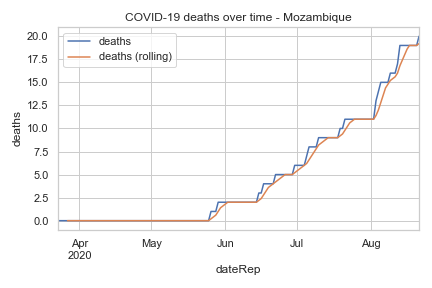 COVID-19 deaths over time - Mozambique
deaths
deaths (rolling)
20.0
17.5
15.0
12.5
10.0
7.5
5.0
2.5
0.0
deaths
Apr
2020
May
Jun
Jul
Aug
dateRep